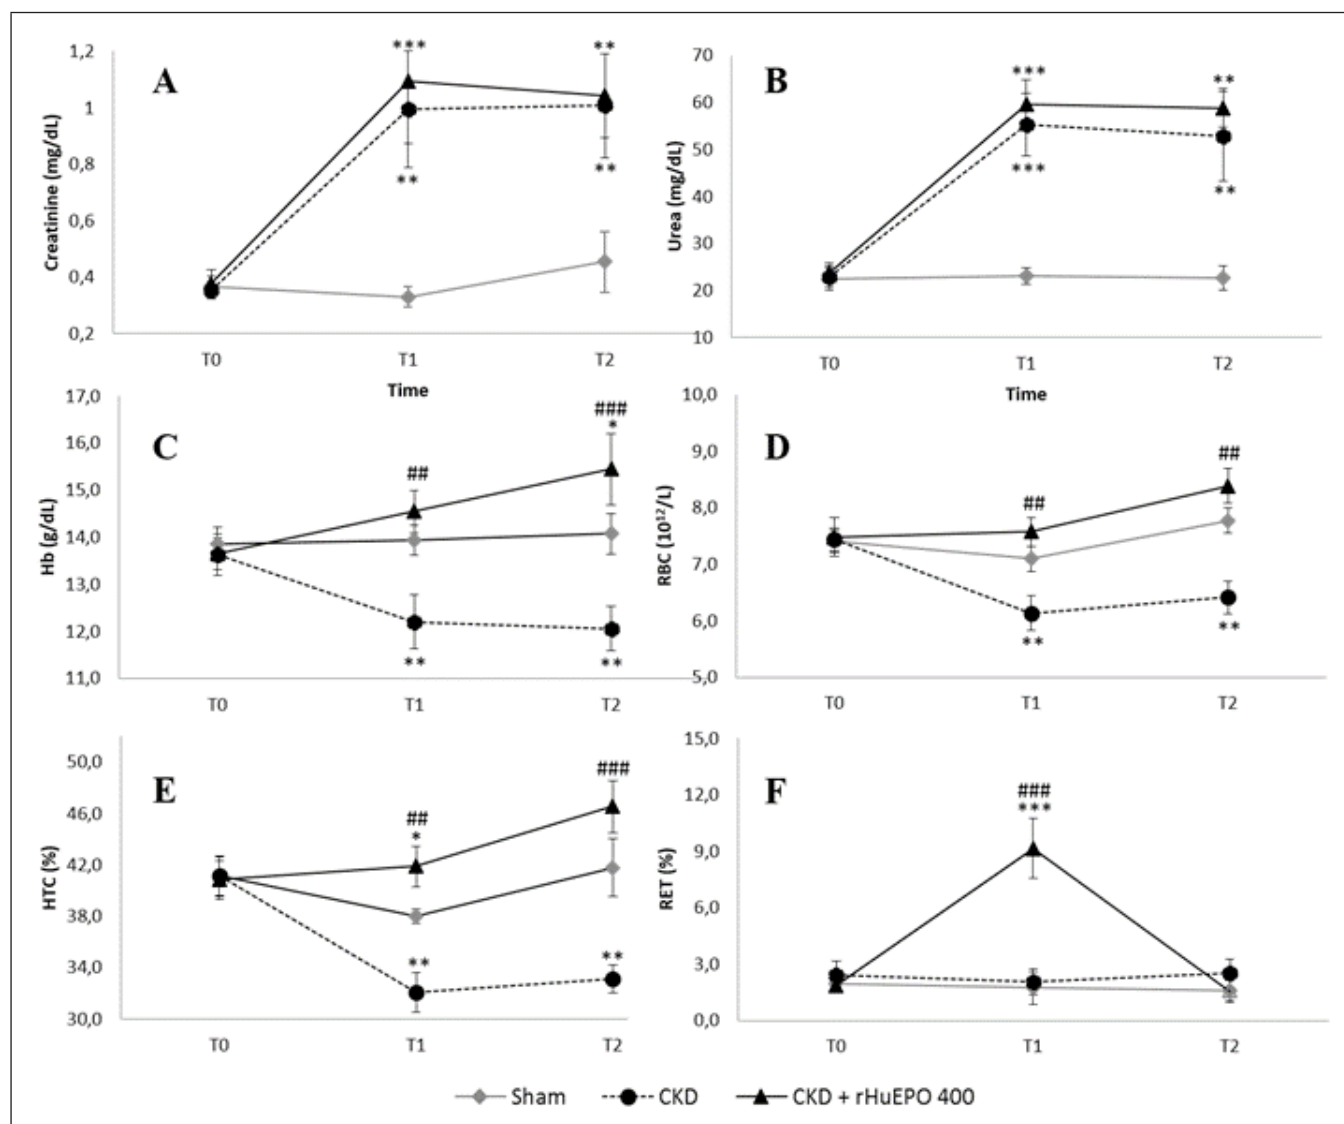 A
Creatinine (mg/dL)
1,2
1
0,8
0,6
0,4
0,2
***
**
**
**
T0
T1
T2
Time
B
Urea (mg/dL)
70
60
50
40
30
20
10
***
**
***
**
T0
T1
T2
Time
C
Hb (g/dL)
17,0
16,0
15,0
14,0
13,0
12,0
11,0
##
###
*
**
**
T0
T1
T2
D
RBC (10¹²/L)
10,0
9,0
8,0
7,0
6,0
5,0
##
##
**
**
T0
T1
T2
E
HTC (%)
50,0
46,0
42,0
38,0
34,0
30,0
##
*
###
**
**
T0
T1
T2
F
RET (%)
15,0
12,0
9,0
6,0
3,0
0,0
###
***
T0
T1
T2
Sham CKD CKD + rHuEPO 400